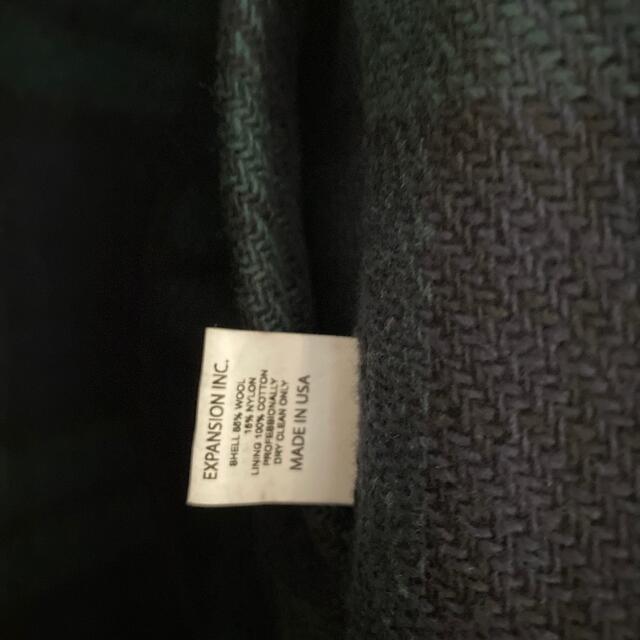 EXPANSION INC.
SHELL 85% WOOL
15% NYLON
LINING 100% COTTON
PROFESSIONALLY
DRY CLEAN ONLY
MADE IN USA